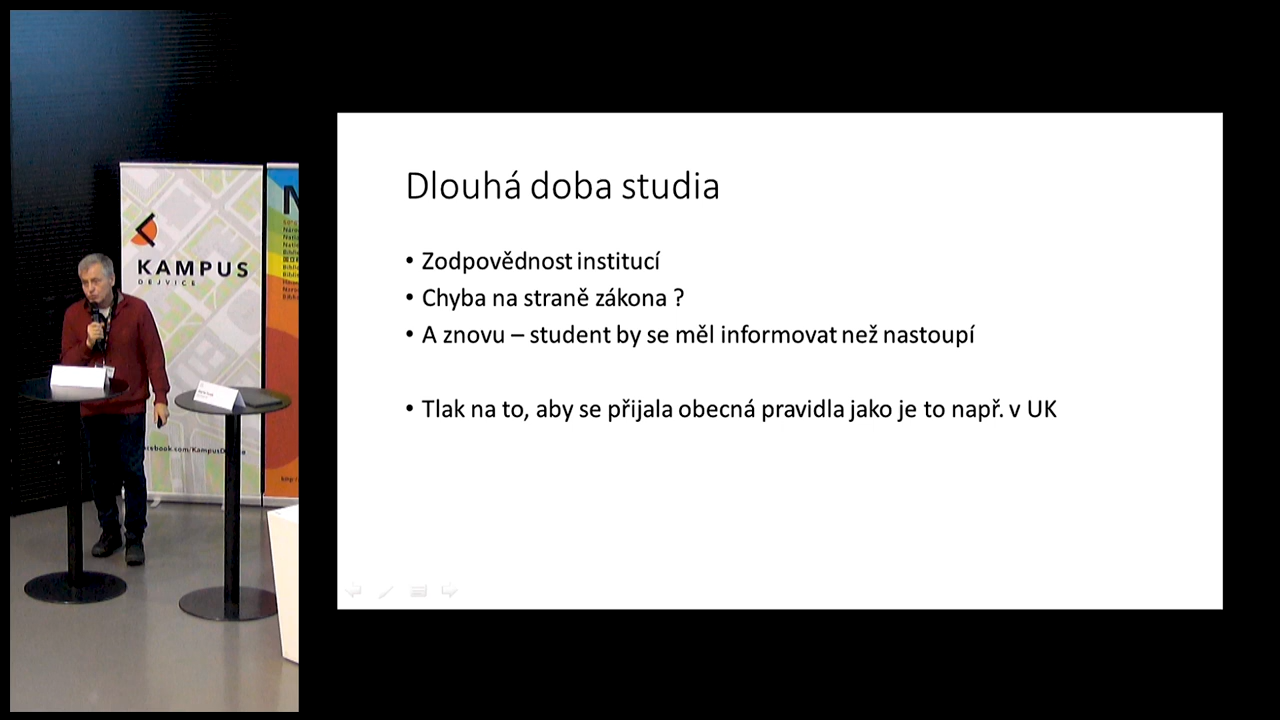 Dlouhá doba studia
• Zodpovědnost institucí
• Chyba na straně zákona ?
• A znovu – student by se měl informovat než nastoupí
• Tlak na to, aby se přijala obecná pravidla jako je to např. v UK
KAMPUS
DEJVICE